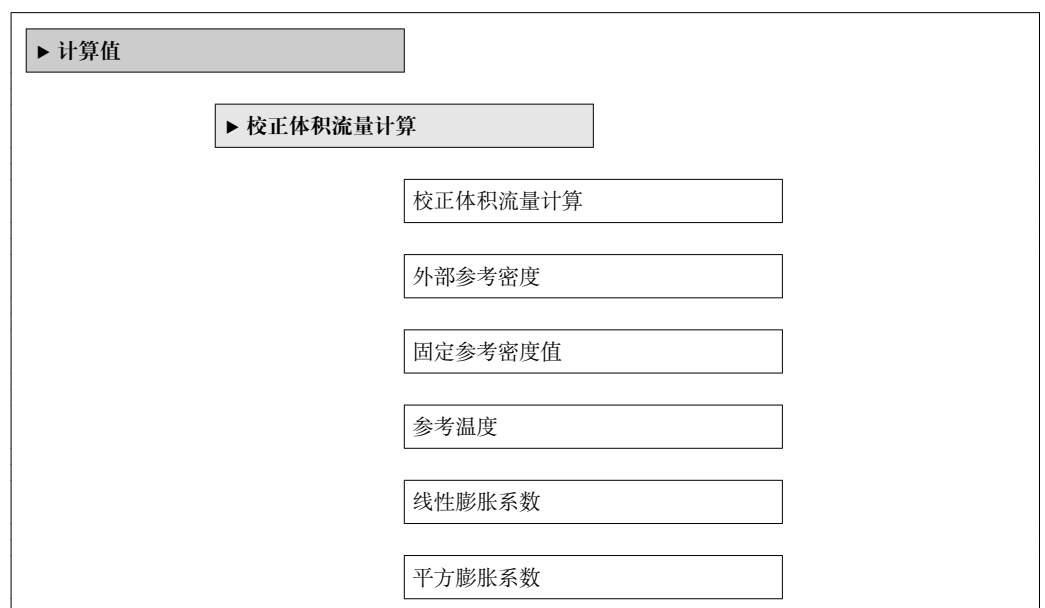 ▶ 计算值
▶ 校正体积流量计算
校正体积流量计算
外部参考密度
固定参考密度值
参考温度
线性膨胀系数
平方膨胀系数